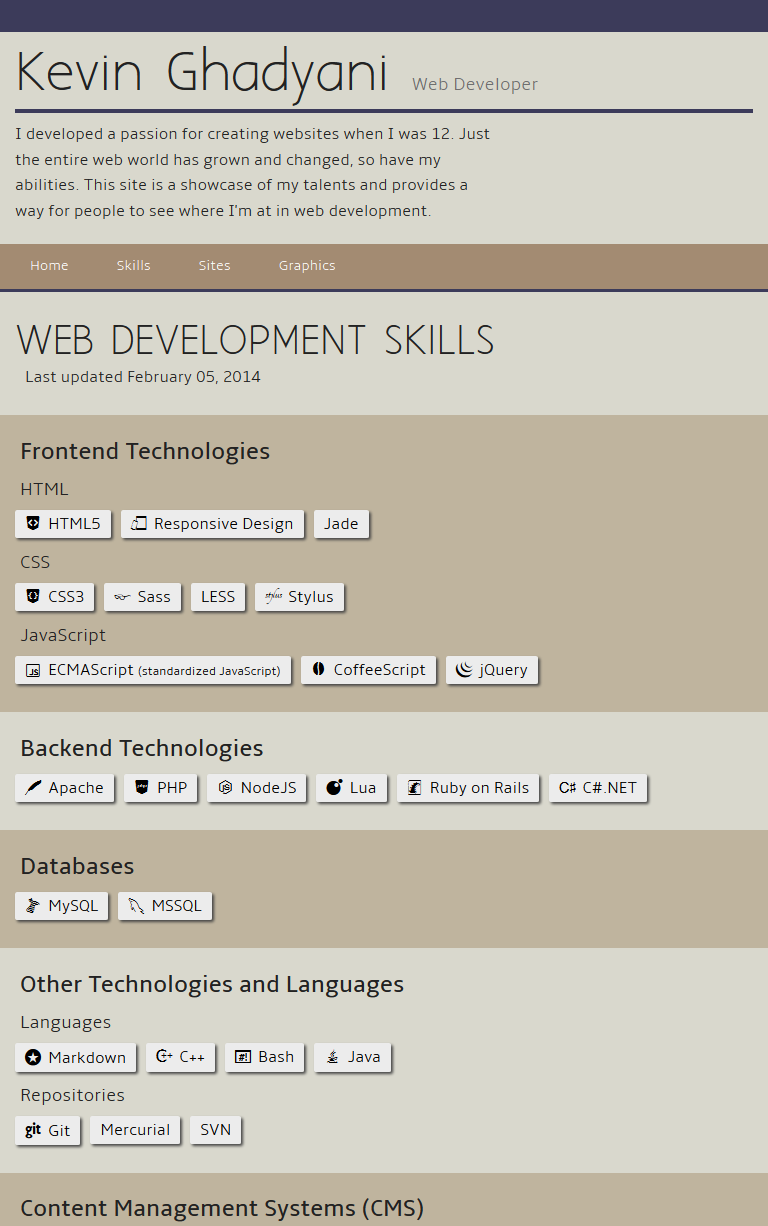 Kevin Ghadyani Web Developer
I developed a passion for creating websites when I was 12. Just
the entire web world has grown and changed, so have my
abilities. This site is a showcase of my talents and provides a
way for people to see where I'm at in web development.
Home Skills Sites Graphics
WEB DEVELOPMENT SKILLS
Last updated February 05, 2014
Frontend Technologies
HTML
HTML5 Responsive Design Jade
CSS
CSS3 Sass LESS stylus Stylus
JavaScript
JS ECMAScript (standardized JavaScript) CoffeeScript jQuery
Backend Technologies
Apache php PHP NodeJS Lua Ruby on Rails C# C#.NET
Databases
MySQL MSSQL
Other Technologies and Languages
Languages
Markdown C++ C++ #! Bash Java
Repositories
git Git Mercurial SVN
Content Management Systems (CMS)